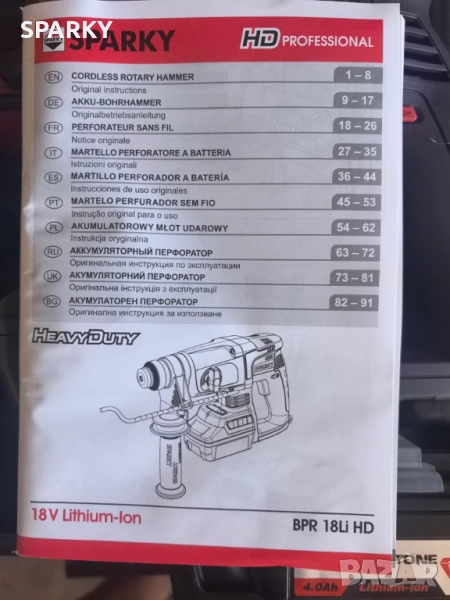 SPARKY
SPARKY
HD PROFESSIONAL
EN CORDLESS ROTARY HAMMER 1 – 8
Original instructions
DE AKKU-BOHRHAMMER 9 – 17
Originalbetriebsanleitung
FR PERFORATEUR SANS FIL 18 – 26
Notice originale
IT MARTELLO PERFORATORE A BATTERIA 27 – 35
Istruzioni originali
ES MARTILLO PERFORADOR A BATERÍA 36 – 44
Instrucciones de uso originales
PT MARTELO PERFURADOR SEM FIO 45 – 53
Instrução original para o uso
PL AKUMULATOROWY MŁOT UDAROWY 54 – 62
Instrukcja oryginalna
RU АККУМУЛЯТОРНЫЙ ПЕРФОРАТОР 63 – 72
Оригинальная инструкция по эксплуатации
UK АКУМУЛЯТОРНИЙ ПЕРФОРАТОР 73 – 81
Оригінальна інструкція з експлуатації
BG АКУМУЛАТОРЕН ПЕРФОРАТОР 82 – 91
Оригинална инструкция за използване
HEAVYDUTY
SPARKY
18V Lithium-Ion
BPR 18Li HD
TONE
4.0Ah
Lithium-Ion
BAZAR